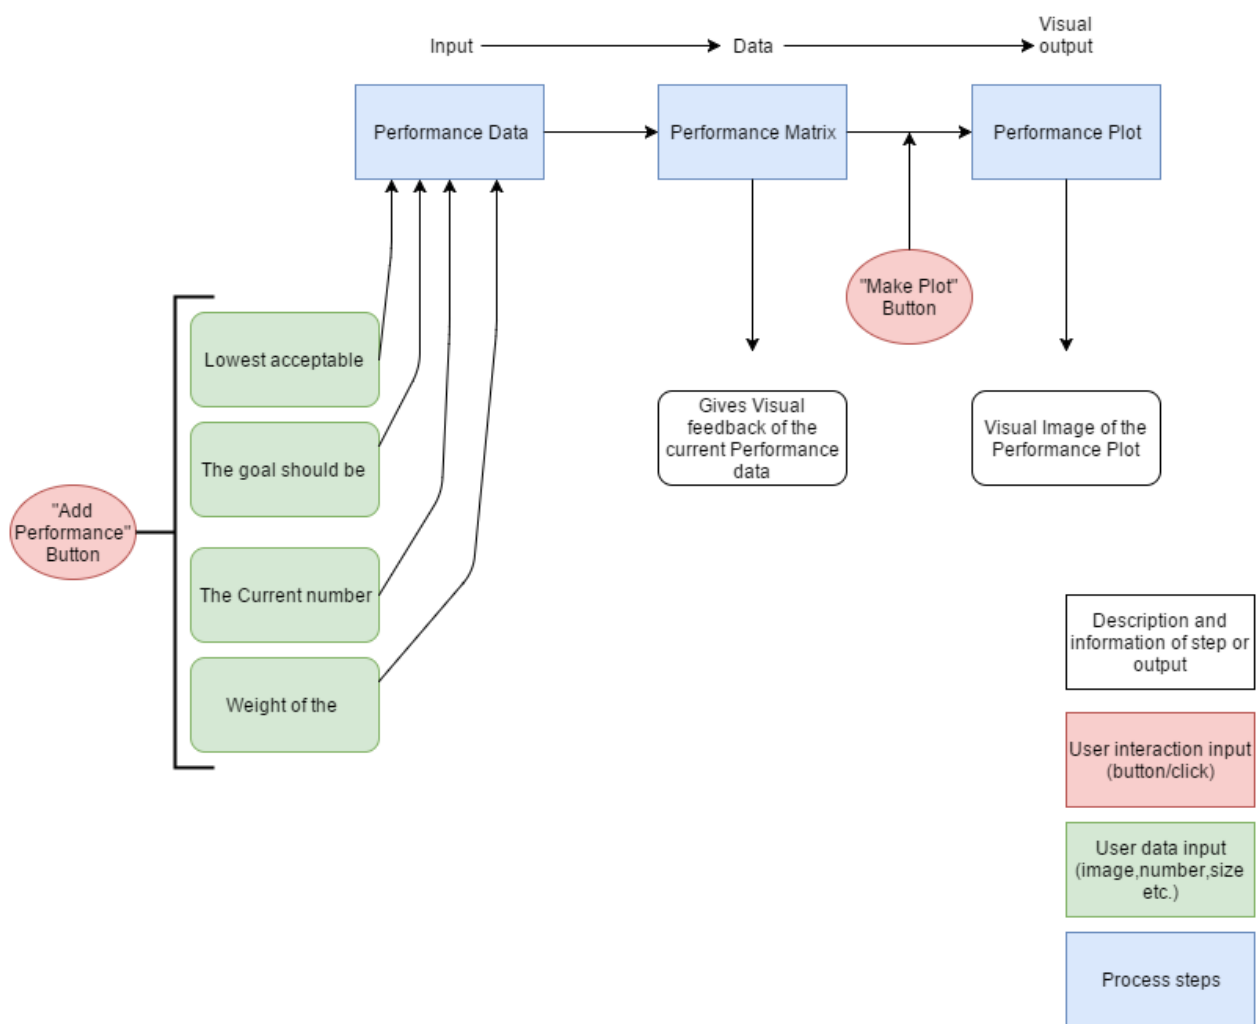 Input
Data
Visual
output
Performance Data
Performance Matrix
Performance Plot
"Make Plot"
Button
Lowest acceptable
The goal should be
The Current number
Weight of the
"Add
Performance"
Button
Gives Visual
feedback of the
current Performance
data
Visual Image of the
Performance Plot
Description and
information of step or
output
User interaction input
(button/click)
User data input
(image,number,size
etc.)
Process steps